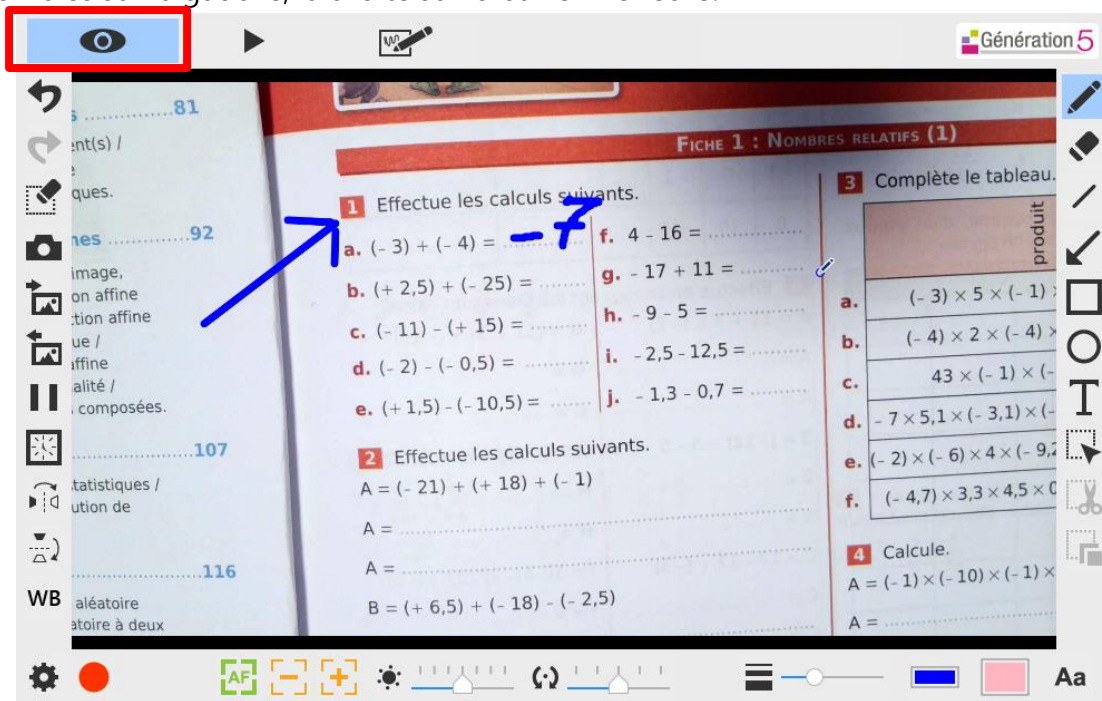 Génération 5
81
ent(s) /
ques.
92
image,
on affine
ction affine
ue /
affine
alité /
composées.
107
tatistiques /
ution de
116
aléatoire
atoire à deux
FICHE 1 : NOMBRES RELATIFS (1)
1 Effectue les calculs suivants.
a. (- 3) + (- 4) = -7
b. (+ 2,5) + (- 25) =
c. (- 11) - (+ 15) =
d. (- 2) - (- 0,5) =
e. (+ 1,5) - (- 10,5) =
f. 4 - 16 =
g. - 17 + 11 =
h. - 9 - 5 =
i. - 2,5 - 12,5 =
j. - 1,3 - 0,7 =
2 Effectue les calculs suivants.
A = (- 21) + (+ 18) + (- 1)
A =
A =
B = (+ 6,5) + (- 18) - (- 2,5)
3 Complète le tableau.
produit
a. (- 3) × 5 × (- 1)
b. (- 4) × 2 × (- 4) ×
c. 43 × (- 1) × (-
d. - 7 × 5,1 × (- 3,1) × (-
e. (- 2) × (- 6) × 4 × (- 9,2
f. (- 4,7) × 3,3 × 4,5 × 0
4 Calcule.
A = (- 1) × (- 10) × (- 1) ×
A =
T
WB
AF
Aa